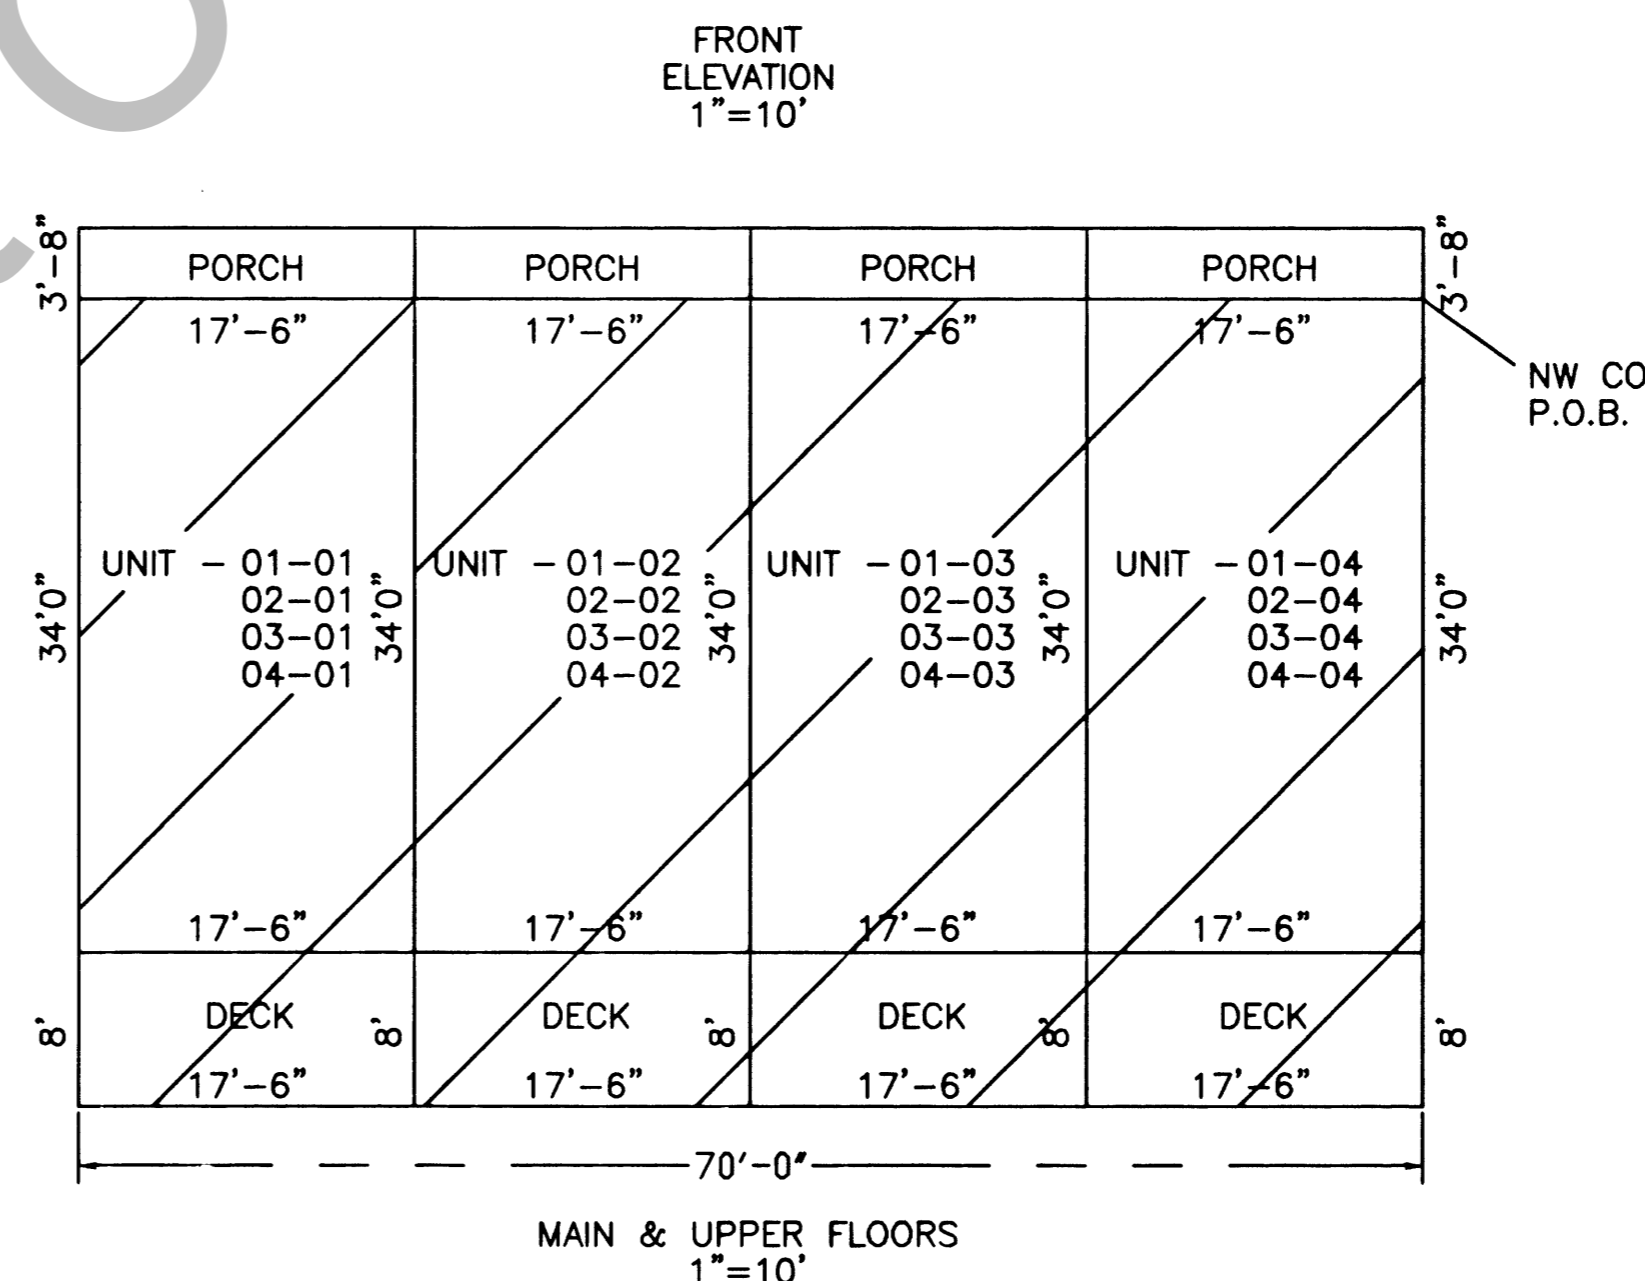 FRONT
ELEVATION
1"=10'
3'-8"
PORCH PORCH PORCH PORCH
3'-8"
17'-6" 17'-6" 17'-6" 17'-6"
NW CO
P.O.B.
UNIT - 01-01
02-01
03-01
04-01
UNIT - 01-02
02-02
03-02
04-02
UNIT - 01-03
02-03
03-03
04-03
UNIT - 01-04
02-04
03-04
04-04
34'0" 34'0" 34'0" 34'0" 34'0"
17'-6" 17'-6" 17'-6" 17'-6"
DECK DECK DECK DECK
8' 8' 8' 8' 8'
17'-6" 17'-6" 17'-6" 17'-6"
70'-0"
MAIN & UPPER FLOORS
1"=10'